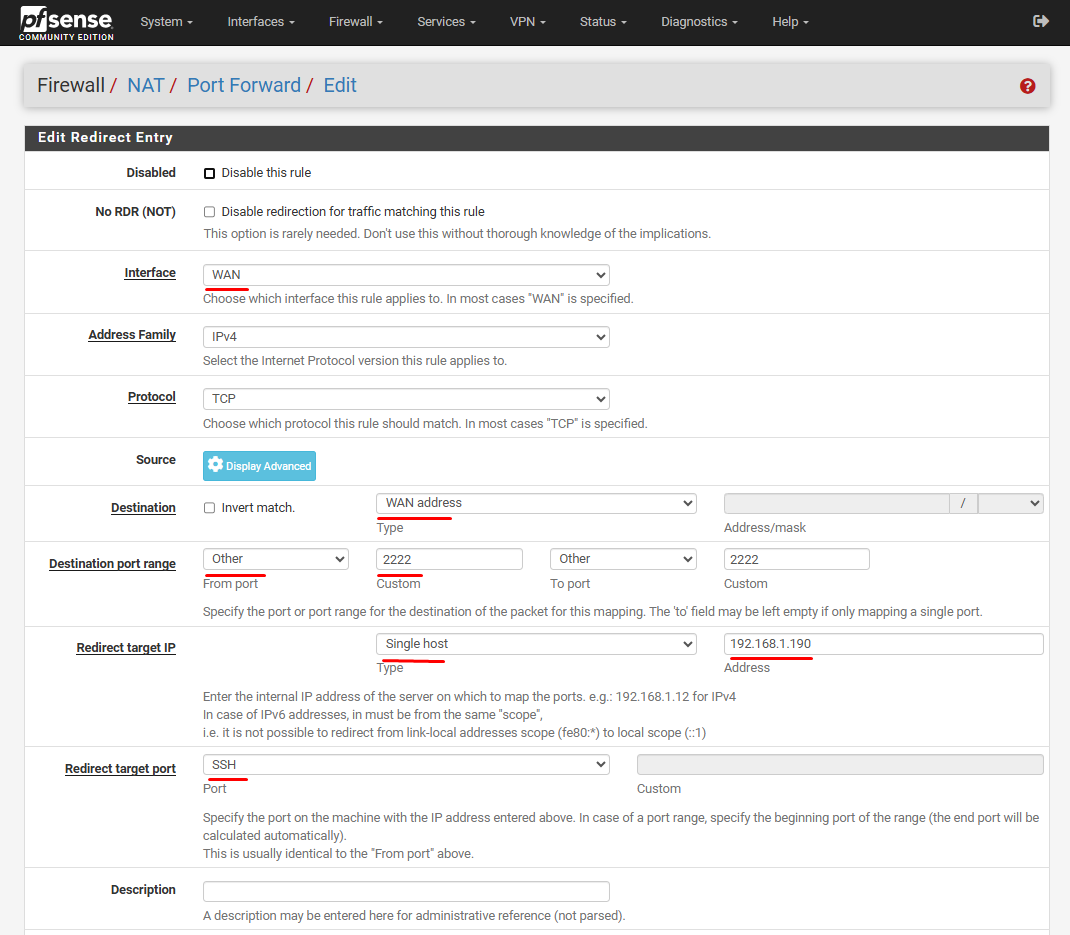 pfsense
COMMUNITY EDITION
System Interfaces Firewall Services VPN Status Diagnostics Help
Firewall / NAT / Port Forward / Edit
?
Edit Redirect Entry
Disabled Disable this rule
No RDR (NOT) Disable redirection for traffic matching this rule
This option is rarely needed. Don't use this without thorough knowledge of the implications.
Interface WAN
Choose which interface this rule applies to. In most cases "WAN" is specified.
Address Family IPv4
Select the Internet Protocol version this rule applies to.
Protocol TCP
Choose which protocol this rule should match. In most cases "TCP" is specified.
Source Display Advanced
Destination Invert match. WAN address /
Type Address/mask
Destination port range Other 2222 Other 2222
From port Custom To port Custom
Specify the port or port range for the destination of the packet for this mapping. The 'to' field may be left empty if only mapping a single port.
Redirect target IP Single host 192.168.1.190
Type Address
Enter the internal IP address of the server on which to map the ports. e.g.: 192.168.1.12 for IPv4
In case of IPv6 addresses, in must be from the same "scope",
i.e. it is not possible to redirect from link-local addresses scope (fe80:*) to local scope (::1)
Redirect target port SSH
Port Custom
Specify the port on the machine with the IP address entered above. In case of a port range, specify the beginning port of the range (the end port will be
calculated automatically).
This is usually identical to the "From port" above.
Description
A description may be entered here for administrative reference (not parsed).